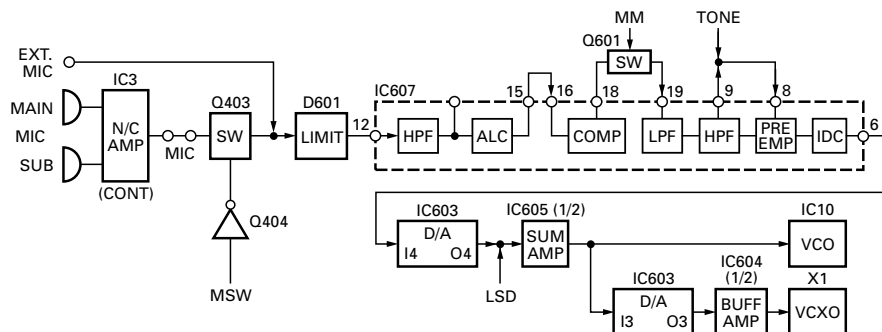 MM
TONE
EXT.
MIC
IC3
Q601
SW
Q403
D601
15
16
18
19
9
8
IC607
MAIN
MIC
SUB
N/C
AMP
(CONT)
MIC
SW
LIMIT
12
HPF
ALC
COMP
LPF
HPF
PRE
EMP
IDC
6
Q404
MSW
IC603
D/A
I4
O4
LSD
IC605 (1/2)
SUM
AMP
IC10
VCO
IC603
D/A
I3
O3
IC604
(1/2)
BUFF
AMP
X1
VCXO